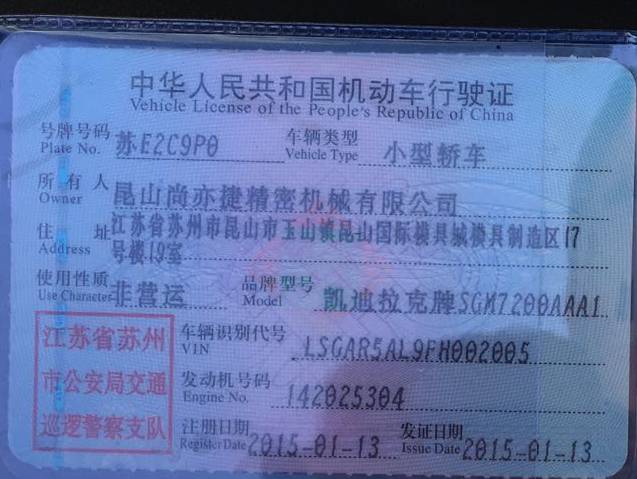 中华人民共和国机动车行驶证
Vehicle License of the People's Republic of China
号牌号码 苏E2C9P0 车辆类型 小型轿车
Plate No. Vehicle Type
所有人 昆山尚亦捷精密机械有限公司
Owner
住址 江苏省苏州市昆山市玉山镇昆山国际模具城模具制造区17
Address 号楼19室
使用性质 非营运 品牌型号 凯迪拉克牌SGM7200AAA1
Use Character Model
江苏省苏州
市公安局交通
巡逻警察支队
车辆识别代号 LSGAR5AL9FH002005
VIN
发动机号码 142025304
Engine No.
注册日期 2015-01-13 发证日期 2015-01-13
Register Date Issue Date